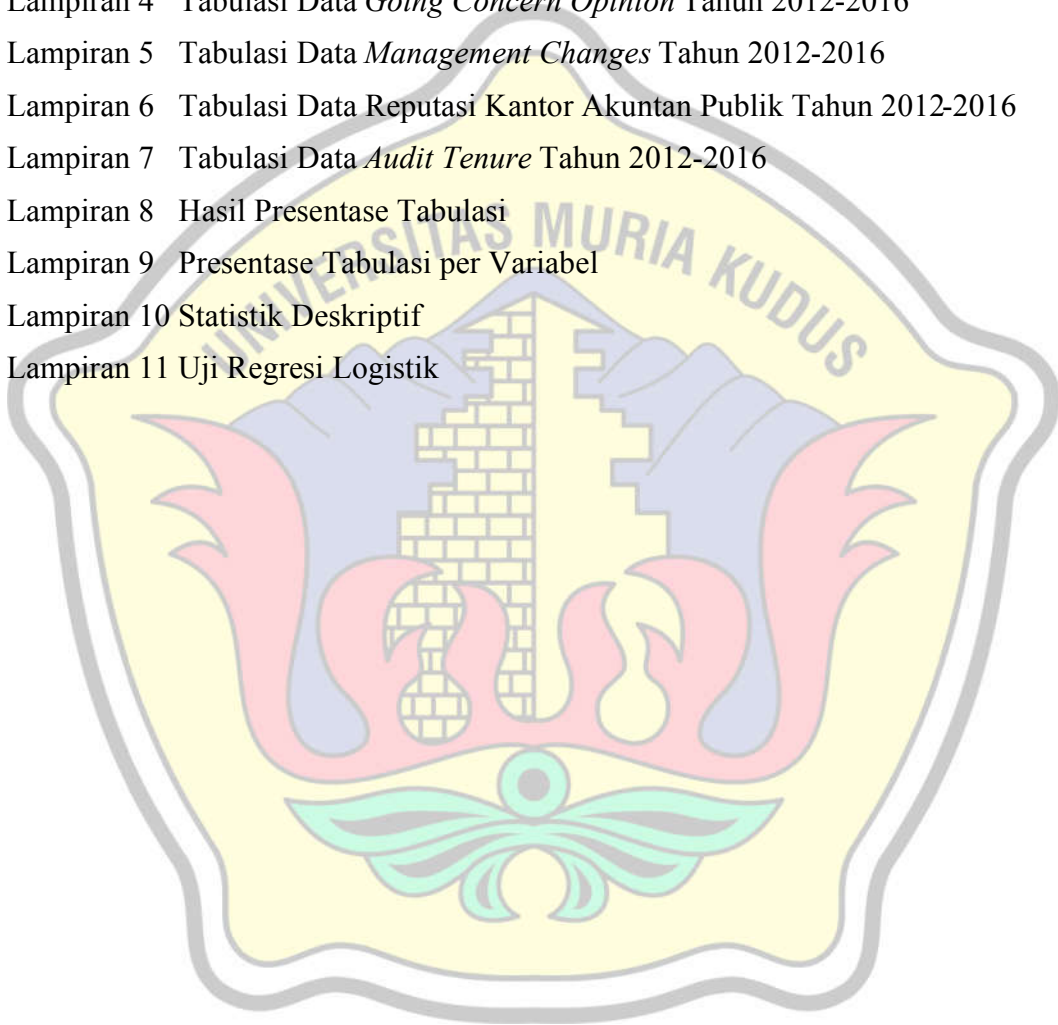 Lampiran 4 Tabulasi Data Going Concern Opinion Tahun 2012-2016
Lampiran 5 Tabulasi Data Management Changes Tahun 2012-2016
Lampiran 6 Tabulasi Data Reputasi Kantor Akuntan Publik Tahun 2012-2016
Lampiran 7 Tabulasi Data Audit Tenure Tahun 2012-2016
Lampiran 8 Hasil Presentase Tabulasi
Lampiran 9 Presentase Tabulasi per Variabel
Lampiran 10 Statistik Deskriptif
Lampiran 11 Uji Regresi Logistik
UNIVERSITAS MURIA KUDUS